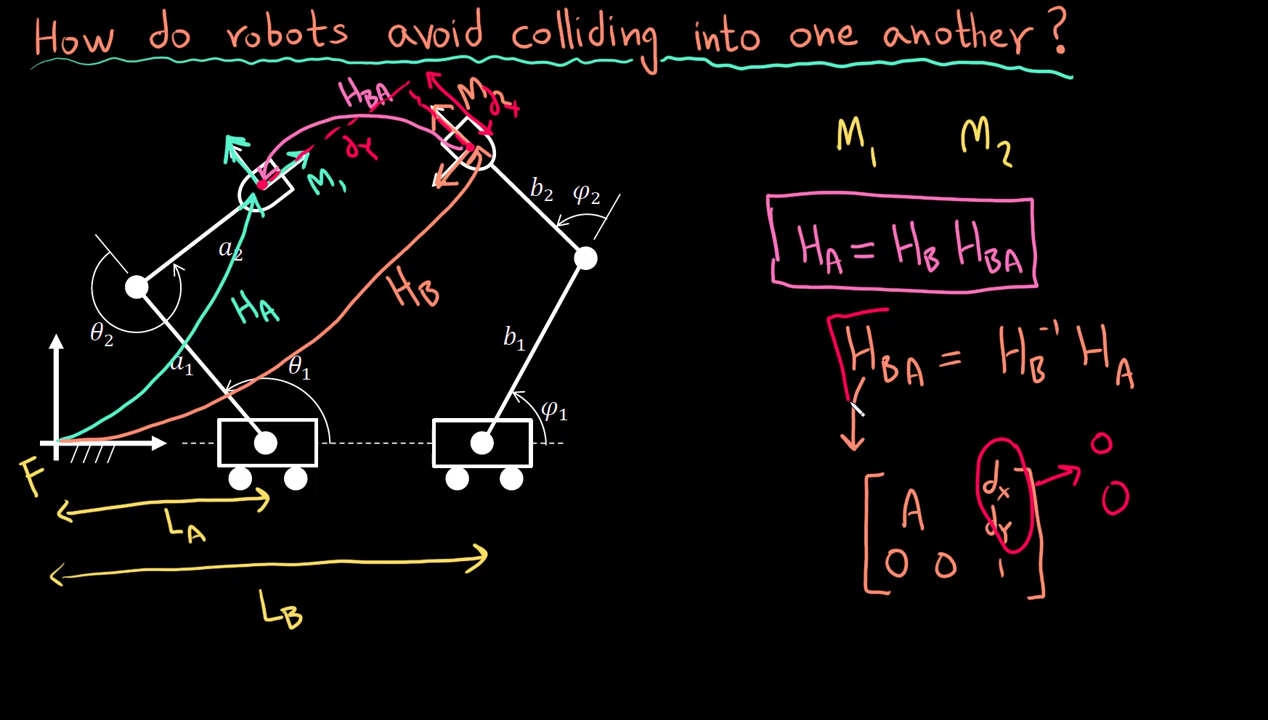 How do robots avoid colliding into one another?
H_BA
M_2
d_x
d_y
M_1
b_2
φ_2
a_2
H_A
H_B
θ_2
a_1
θ_1
b_1
φ_1
F
L_A
L_B
M_1 M_2
H_A = H_B H_BA
H_BA = H_B^-1 H_A
A d_x 0
d_y 0
0 0 1